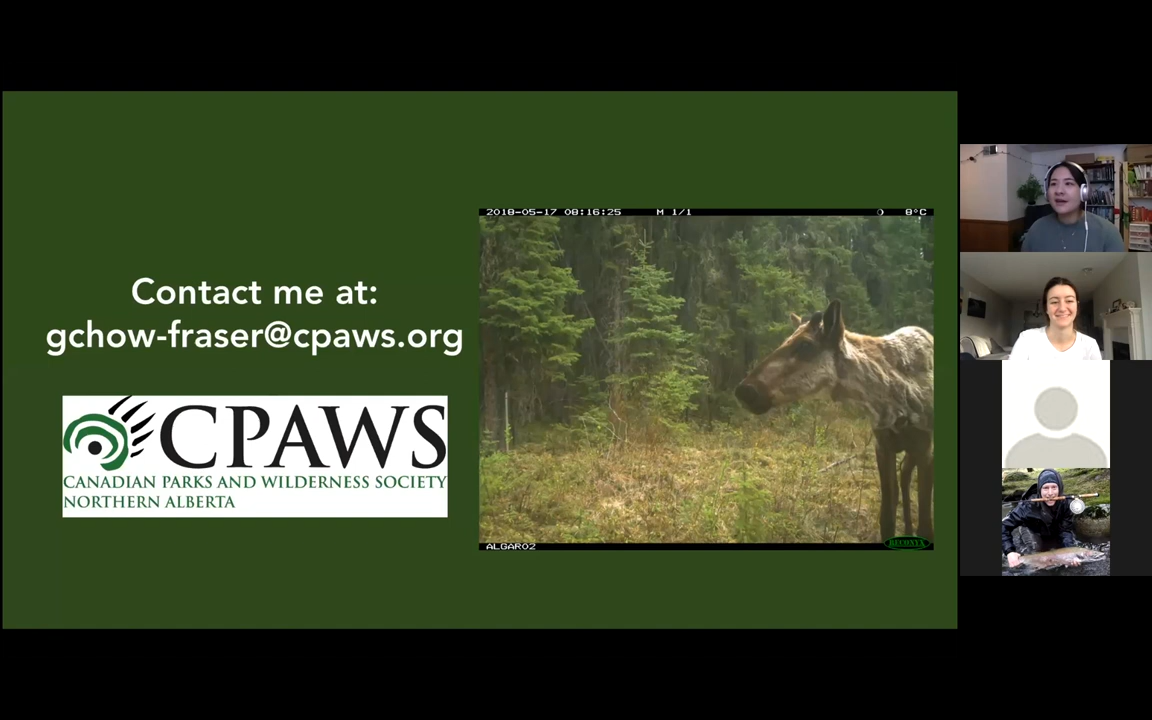 Contact me at:
gchow-fraser@cpaws.org
CPAWS
CANADIAN PARKS AND WILDERNESS SOCIETY
NORTHERN ALBERTA
2018-05-17 08:16:25 M 1/1 8°C
ALGAR02
RECONYX